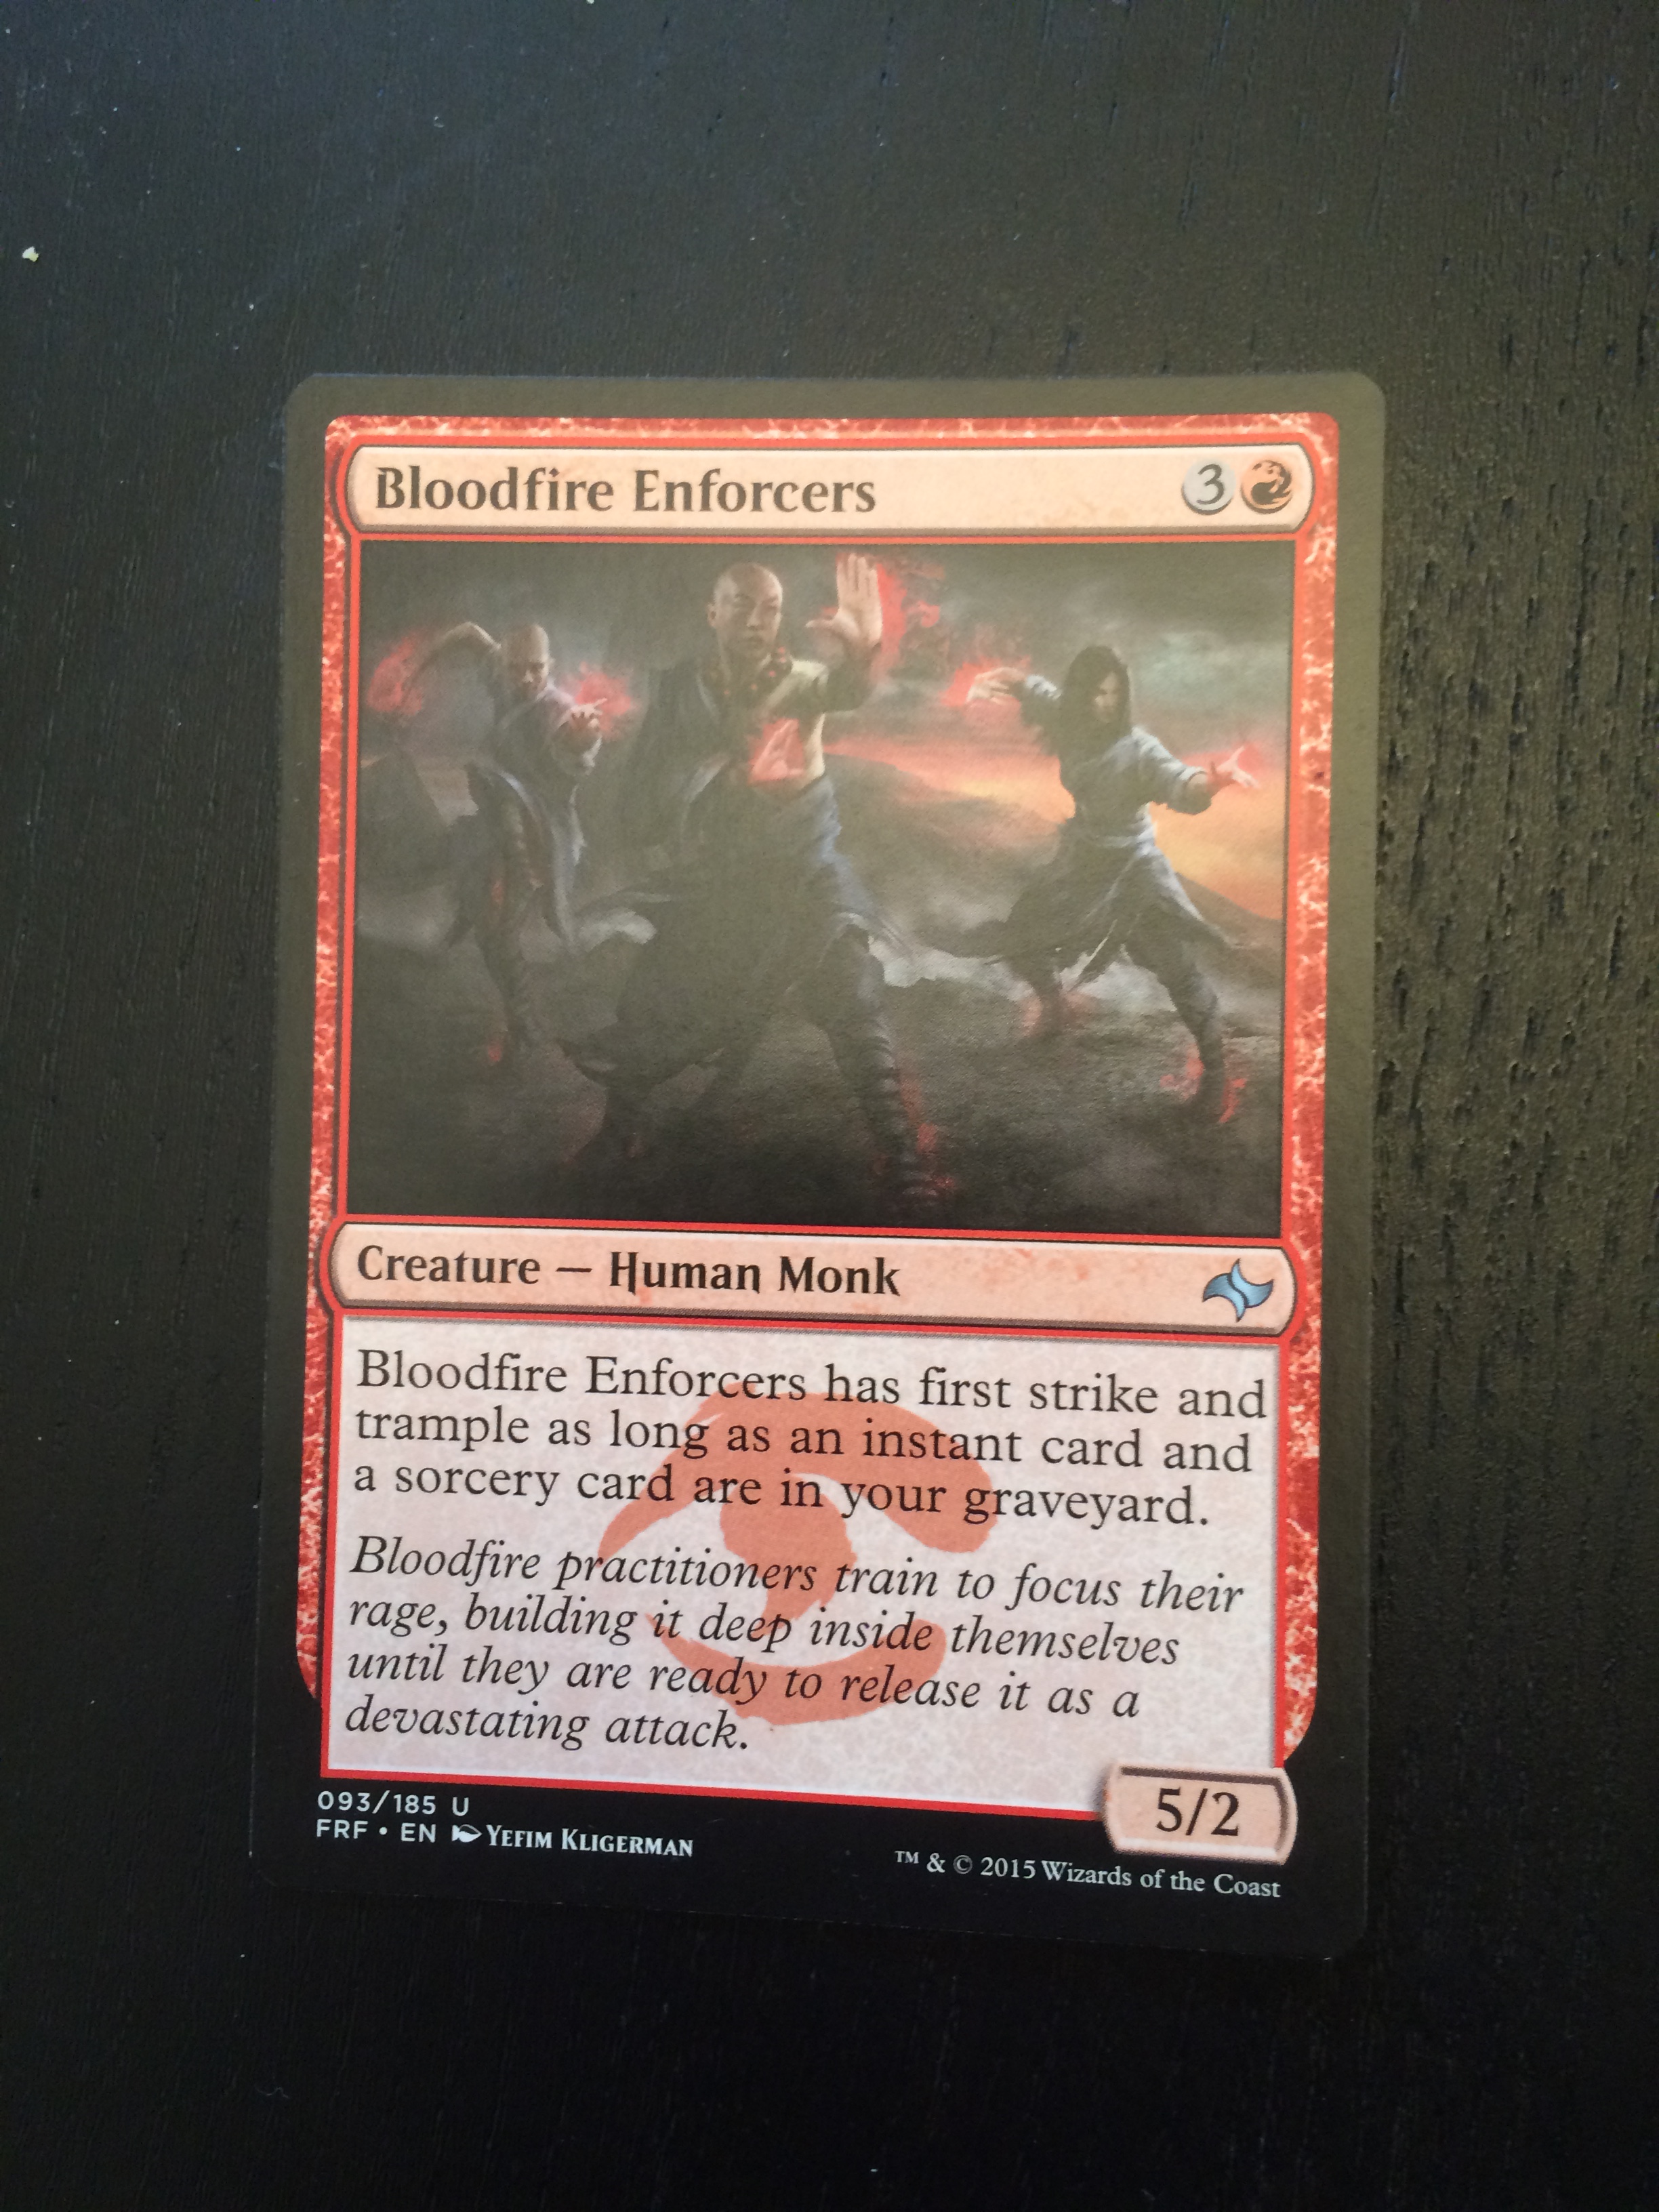 Bloodfire Enforcers 3
Creature — Human Monk
Bloodfire Enforcers has first strike and
trample as long as an instant card and
a sorcery card are in your graveyard.
Bloodfire practitioners train to focus their
rage, building it deep inside themselves
until they are ready to release it as a
devastating attack.
5/2
093/185 U
FRF • EN YEFIM KLIGERMAN
™ & © 2015 Wizards of the Coast